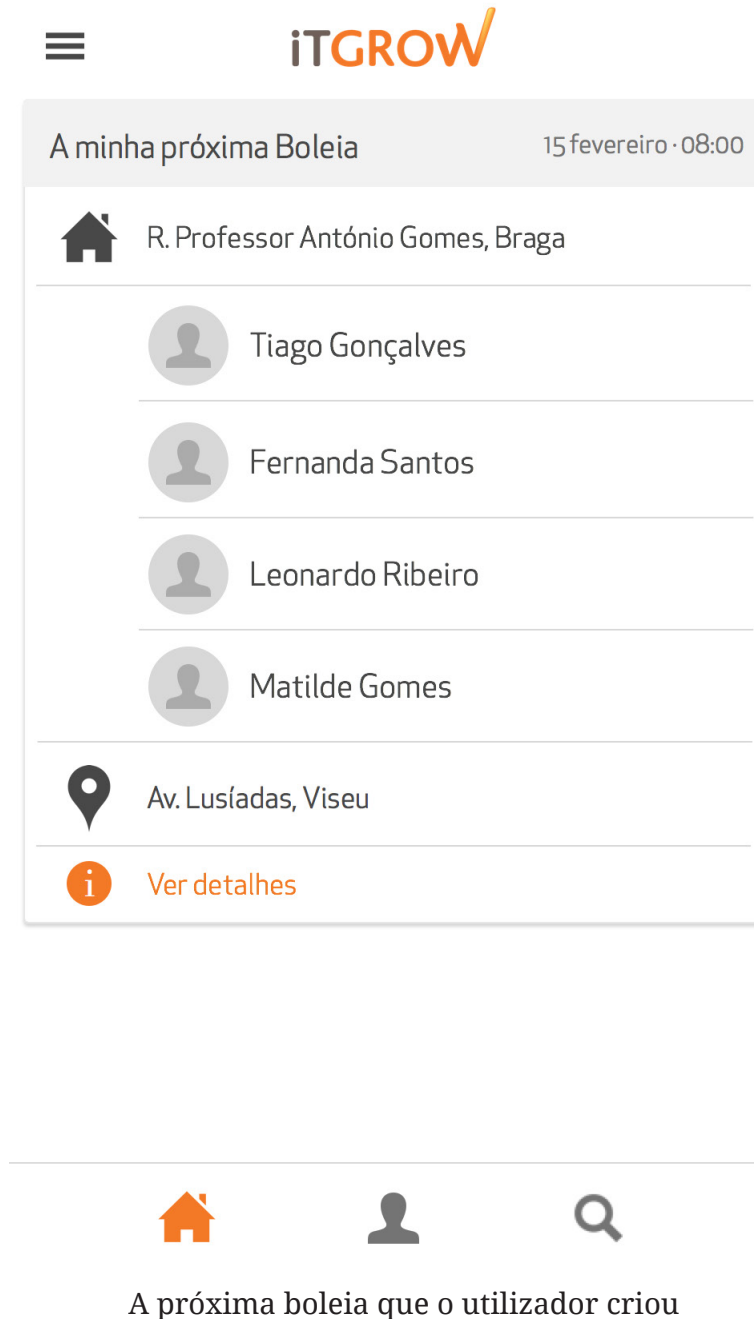 iTGROW
A minha próxima Boleia 15 fevereiro · 08:00
R. Professor António Gomes, Braga
Tiago Gonçalves
Fernanda Santos
Leonardo Ribeiro
Matilde Gomes
Av. Lusíadas, Viseu
i Ver detalhes
A próxima boleia que o utilizador criou